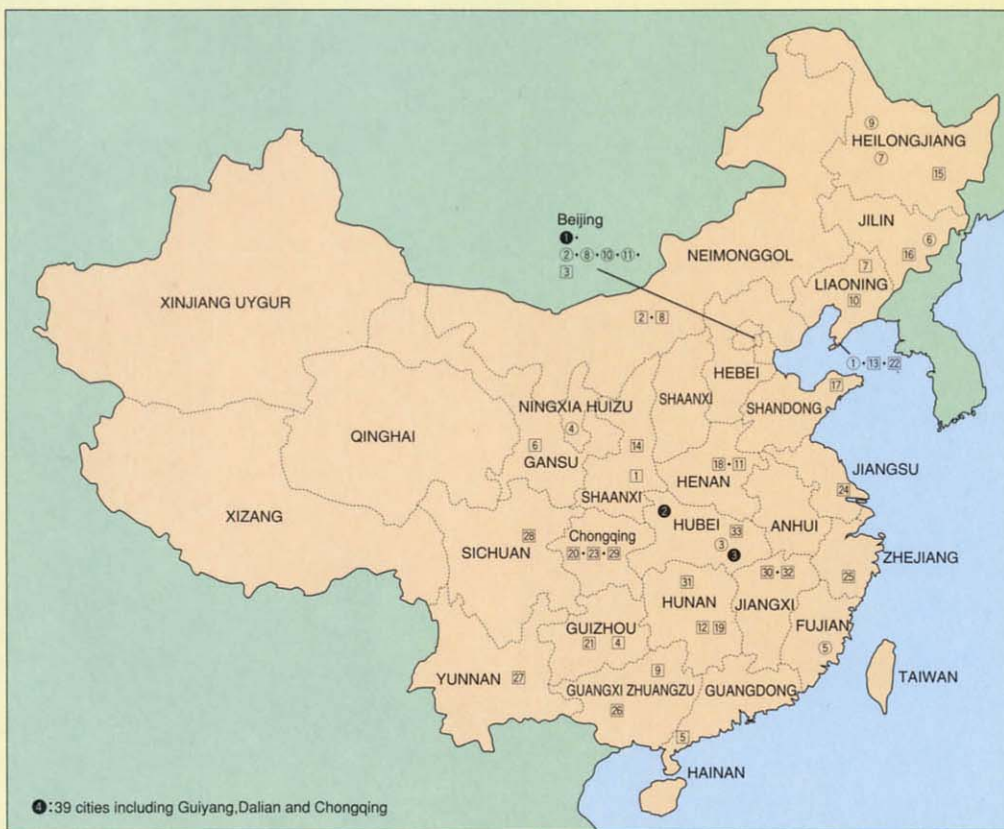 ⑨
HEILONGJIANG
⑦
15
JILIN
⑥
16
Beijing
❶・
②・⑧・⑩・⑪・
3
NEIMONGGOL
7
LIAONING
10
XINJIANG UYGUR
2・8
①・13・22
HEBEI
17
SHAANXI
SHANDONG
NINGXIA HUIZU
④
QINGHAI
6
GANSU
14
1
SHAANXI
18・11
HENAN
JIANGSU
24
XIZANG
❷
HUBEI
33
③
❸
ANHUI
28
SICHUAN
Chongqing
20・23・29
ZHEJIANG
25
30・32
31
HUNAN
JIANGXI
12 19
FUJIAN
⑤
GUIZHOU
21 4
YUNNAN
27
9
GUANGXI ZHUANGZU
26
GUANGDONG
TAIWAN
5
HAINAN
❹:39 cities including Guiyang,Dalian and Chongqing